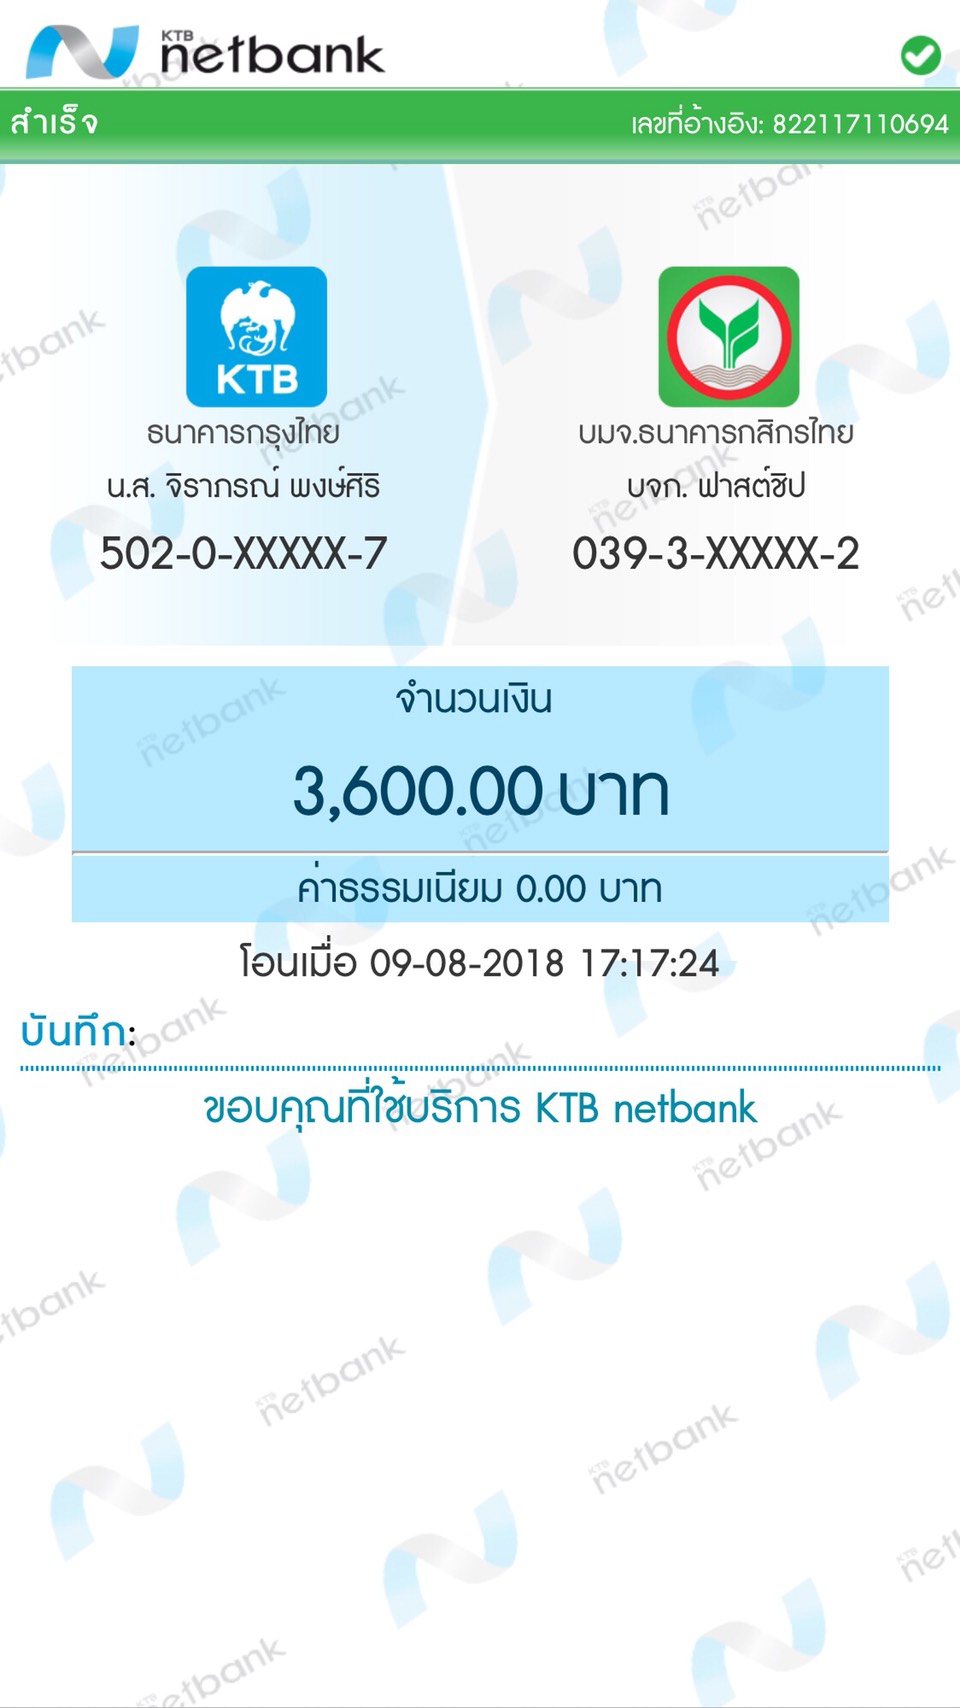 KTB
netbank
สำเร็จ
เลขที่อ้างอิง: 822117110694
KTB
ธนาคารกรุงไทย
น.ส. จิราภรณ์ พงษ์ศิริ
502-0-XXXXX-7
บมจ.ธนาคารกสิกรไทย
บจก. ฟาสต์ชิป
039-3-XXXXX-2
จำนวนเงิน
3,600.00 บาท
ค่าธรรมเนียม 0.00 บาท
โอนเมื่อ 09-08-2018 17:17:24
บันทึก:
ขอบคุณที่ใช้บริการ KTB netbank